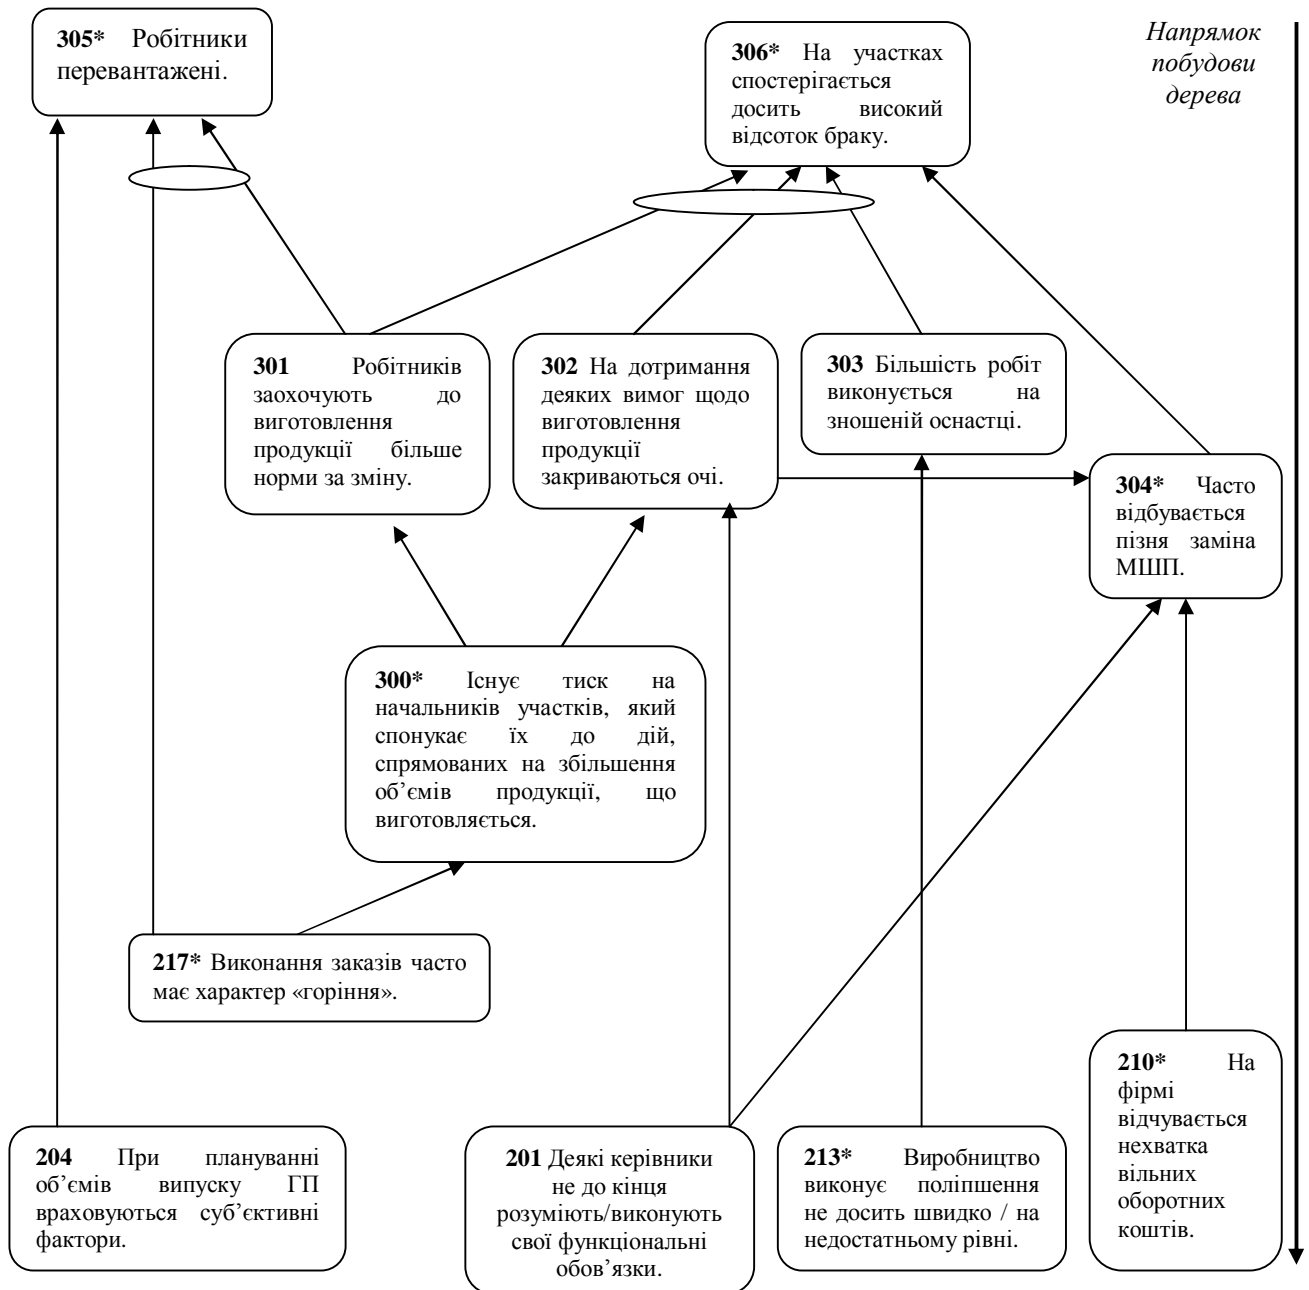 305* Робітники
перевантажені.
306* На участках
спостерігається
досить високий
відсоток браку.
Напрямок
побудови
дерева
301 Робітників
заохочують до
виготовлення
продукції більше
норми за зміну.
302 На дотримання
деяких вимог щодо
виготовлення
продукції
закриваються очі.
303 Більшість робіт
виконується на
зношеній оснастці.
304* Часто
відбувається
пізня заміна
МШП.
300* Існує тиск на
начальників участків, який
спонукає їх до дій,
спрямованих на збільшення
об’ємів продукції, що
виготовляється.
217* Виконання заказів часто
має характер «горіння».
210* На
фірмі
відчувається
нехватка
вільних
оборотних
коштів.
204 При плануванні
об’ємів випуску ГП
враховуються суб’єктивні
фактори.
201 Деякі керівники
не до кінця
розуміють/виконують
свої функціональні
обов’язки.
213* Виробництво
виконує поліпшення
не досить швидко / на
недостатньому рівні.